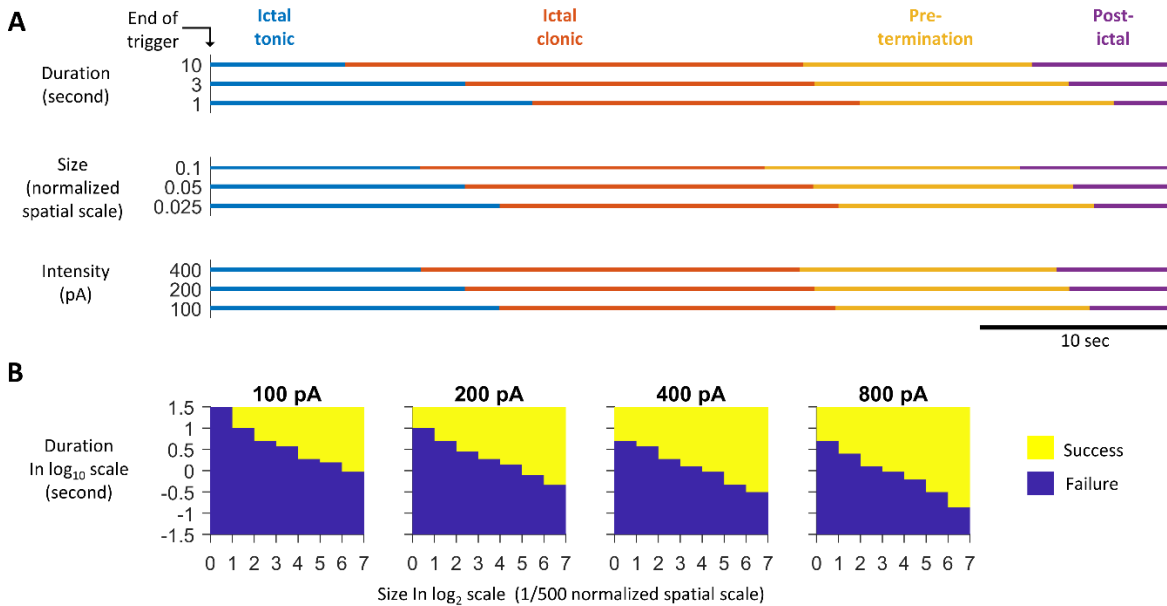 A
End of
trigger
Ictal
tonic
Ictal
clonic
Pre-
termination
Post-
ictal
Duration
(second)
10
3
1
Size
(normalized
spatial scale)
0.1
0.05
0.025
Intensity
(pA)
400
200
100
10 sec
B
100 pA
200 pA
400 pA
800 pA
Duration
In log10 scale
(second)
1.5
1
0.5
0
-0.5
-1
-1.5
0 1 2 3 4 5 6 7
0 1 2 3 4 5 6 7
0 1 2 3 4 5 6 7
0 1 2 3 4 5 6 7
Success
Failure
Size In log2 scale (1/500 normalized spatial scale)